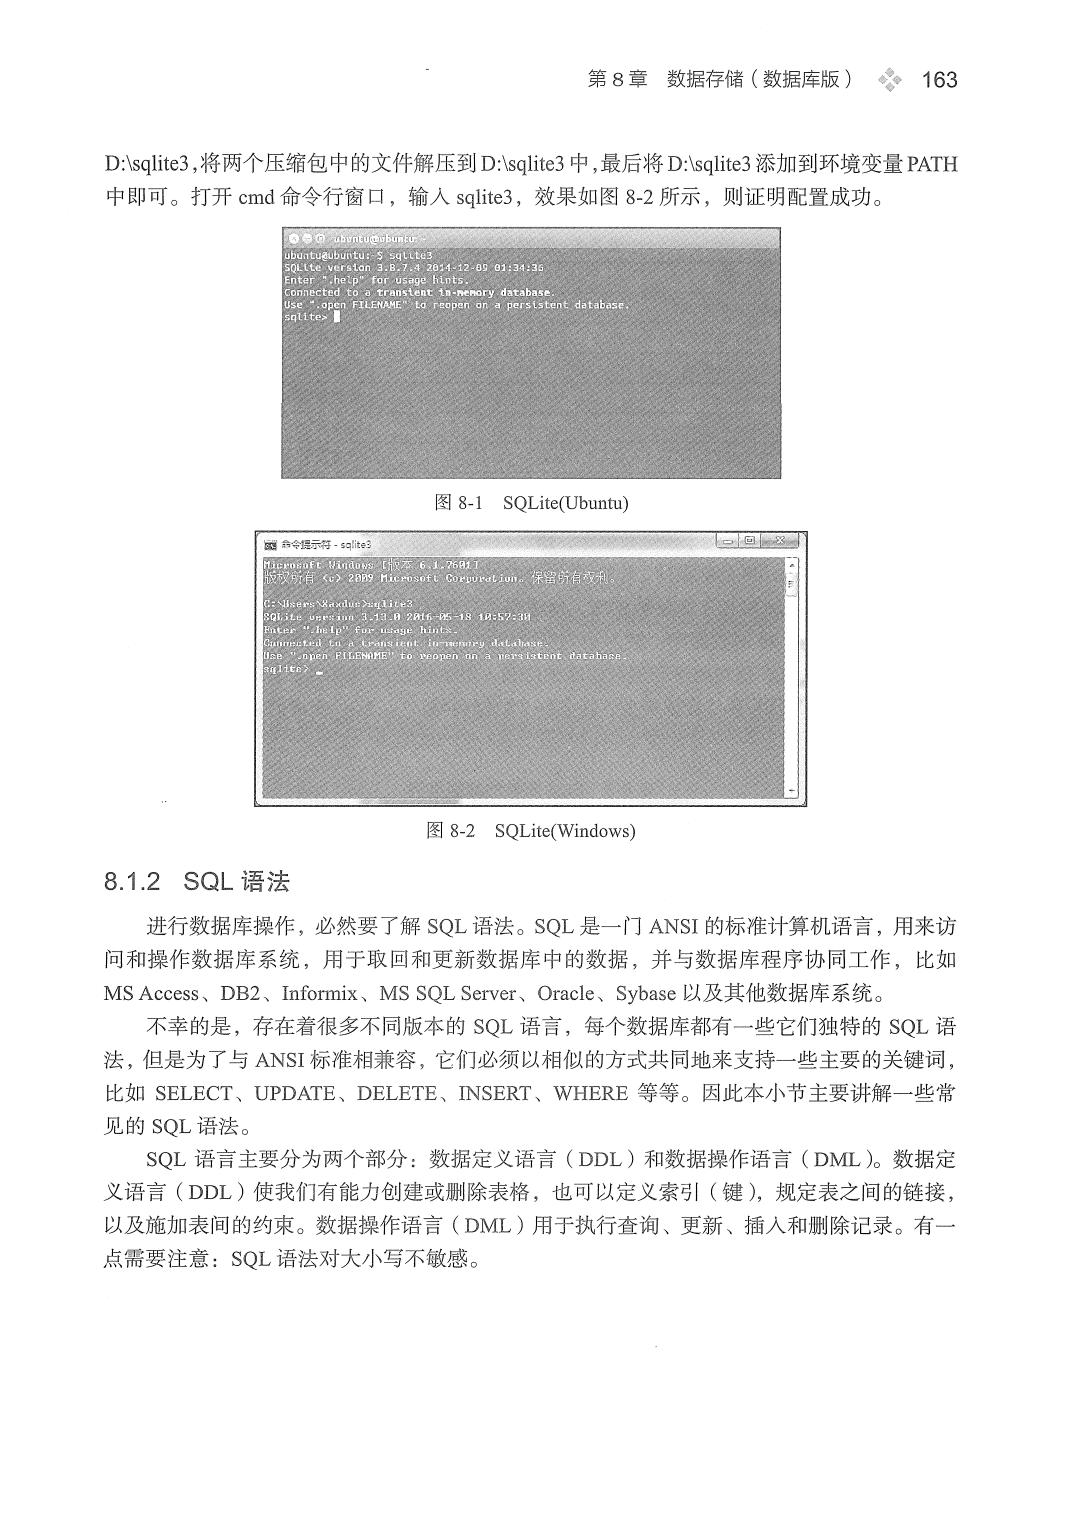 第 8 章 数据存储（数据库版） 163
D:\sqlite3,将两个压缩包中的文件解压到 D:\sqlite3 中,最后将 D:\sqlite3 添加到环境变量 PATH
中即可。打开 cmd 命令行窗口，输入 sqlite3，效果如图 8-2 所示，则证明配置成功。
ubuntu@ubuntu: ~
ubuntu@ubuntu:~$ sqlite3
SQLite version 3.8.7.4 2014-12-09 01:34:36
Enter ".help" for usage hints.
Connected to a transient in-memory database.
Use ".open FILENAME" to reopen on a persistent database.
sqlite>
图 8-1 SQLite(Ubuntu)
命令提示符 - sqlite3
Microsoft Windows [版本 6.1.7601]
版权所有 (c) 2009 Microsoft Corporation。保留所有权利。
C:\Users\Xaxdus>sqlite3
SQLite version 3.13.0 2016-05-18 10:57:30
Enter ".help" for usage hints.
Connected to a transient in-memory database.
Use ".open FILENAME" to reopen on a persistent database.
sqlite>
图 8-2 SQLite(Windows)
8.1.2 SQL 语法
进行数据库操作，必然要了解 SQL 语法。SQL 是一门 ANSI 的标准计算机语言，用来访
问和操作数据库系统，用于取回和更新数据库中的数据，并与数据库程序协同工作，比如
MS Access、DB2、Informix、MS SQL Server、Oracle、Sybase 以及其他数据库系统。
不幸的是，存在着很多不同版本的 SQL 语言，每个数据库都有一些它们独特的 SQL 语
法，但是为了与 ANSI 标准相兼容，它们必须以相似的方式共同地来支持一些主要的关键词，
比如 SELECT、UPDATE、DELETE、INSERT、WHERE 等等。因此本小节主要讲解一些常
见的 SQL 语法。
SQL 语言主要分为两个部分：数据定义语言（DDL）和数据操作语言（DML）。数据定
义语言（DDL）使我们有能力创建或删除表格，也可以定义索引（键），规定表之间的链接，
以及施加表间的约束。数据操作语言（DML）用于执行查询、更新、插入和删除记录。有一
点需要注意：SQL 语法对大小写不敏感。